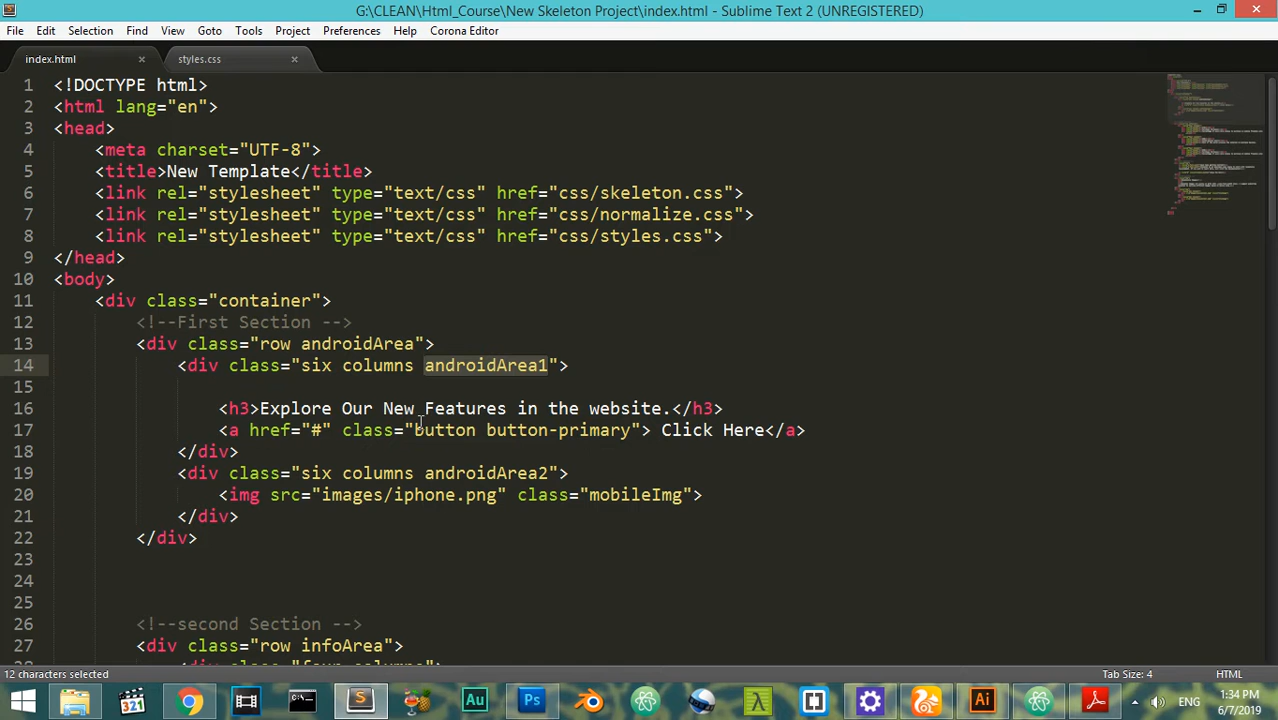 G:\CLEAN\Html_Course\New Skeleton Project\index.html - Sublime Text 2 (UNREGISTERED)
File Edit Selection Find View Goto Tools Project Preferences Help Corona Editor
index.html × styles.css ×
1 <!DOCTYPE html>
2 <html lang="en">
3 <head>
4 <meta charset="UTF-8">
5 <title>New Template</title>
6 <link rel="stylesheet" type="text/css" href="css/skeleton.css">
7 <link rel="stylesheet" type="text/css" href="css/normalize.css">
8 <link rel="stylesheet" type="text/css" href="css/styles.css">
9 </head>
10 <body>
11 <div class="container">
12 <!--First Section -->
13 <div class="row androidArea">
14 <div class="six columns androidArea1">
15
16 <h3>Explore Our New Features in the website.</h3>
17 <a href="#" class="button button-primary"> Click Here</a>
18 </div>
19 <div class="six columns androidArea2">
20 <img src="images/iphone.png" class="mobileImg">
21 </div>
22 </div>
23
24
25
26 <!--second Section -->
27 <div class="row infoArea">
12 characters selected Tab Size: 4 HTML
321 Au Ps Ai ENG 1:34 PM
6/7/2019